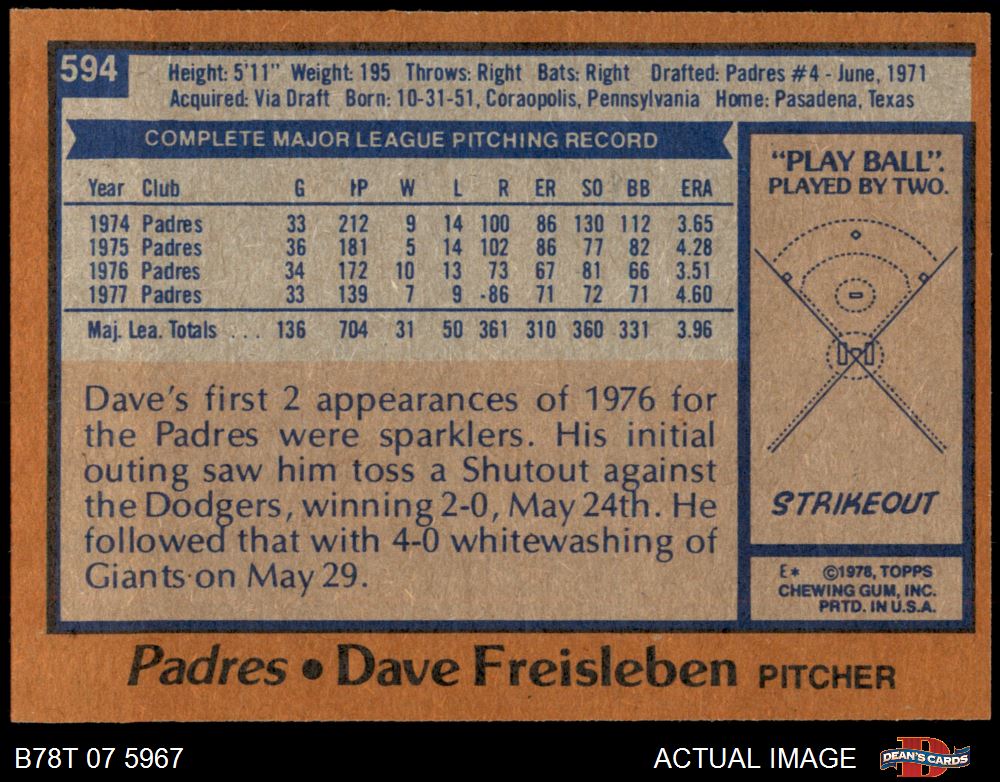 594
Height: 5'11" Weight: 195 Throws: Right Bats: Right Drafted: Padres #4 - June, 1971
Acquired: Via Draft Born: 10-31-51, Coraopolis, Pennsylvania Home: Pasadena, Texas
COMPLETE MAJOR LEAGUE PITCHING RECORD
Year Club G IP W L R ER SO BB ERA
1974 Padres 33 212 9 14 100 86 130 112 3.65
1975 Padres 36 181 5 14 102 86 77 82 4.28
1976 Padres 34 172 10 13 73 67 81 66 3.51
1977 Padres 33 139 7 9 -86 71 72 71 4.60
Maj. Lea. Totals ... 136 704 31 50 361 310 360 331 3.96
Dave's first 2 appearances of 1976 for
the Padres were sparklers. His initial
outing saw him toss a Shutout against
the Dodgers, winning 2-0, May 24th. He
followed that with 4-0 whitewashing of
Giants on May 29.
"PLAY BALL".
PLAYED BY TWO.
STRIKEOUT
E* ©1978, TOPPS
CHEWING GUM, INC.
PRTD. IN U.S.A.
Padres • Dave Freisleben PITCHER
B78T 07 5967
ACTUAL IMAGE
D
DEAN'S CARDS